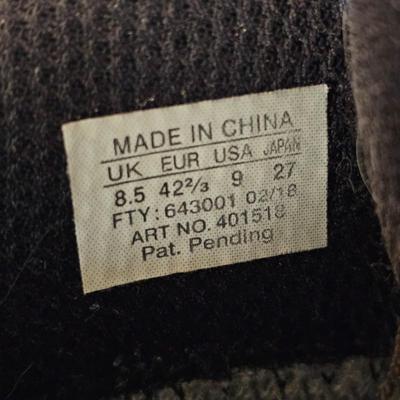 MADE IN CHINA
UK EUR USA JAPAN
8.5 42⅔ 9 27
FTY: 643001 02/18
ART NO. 401518
Pat. Pending